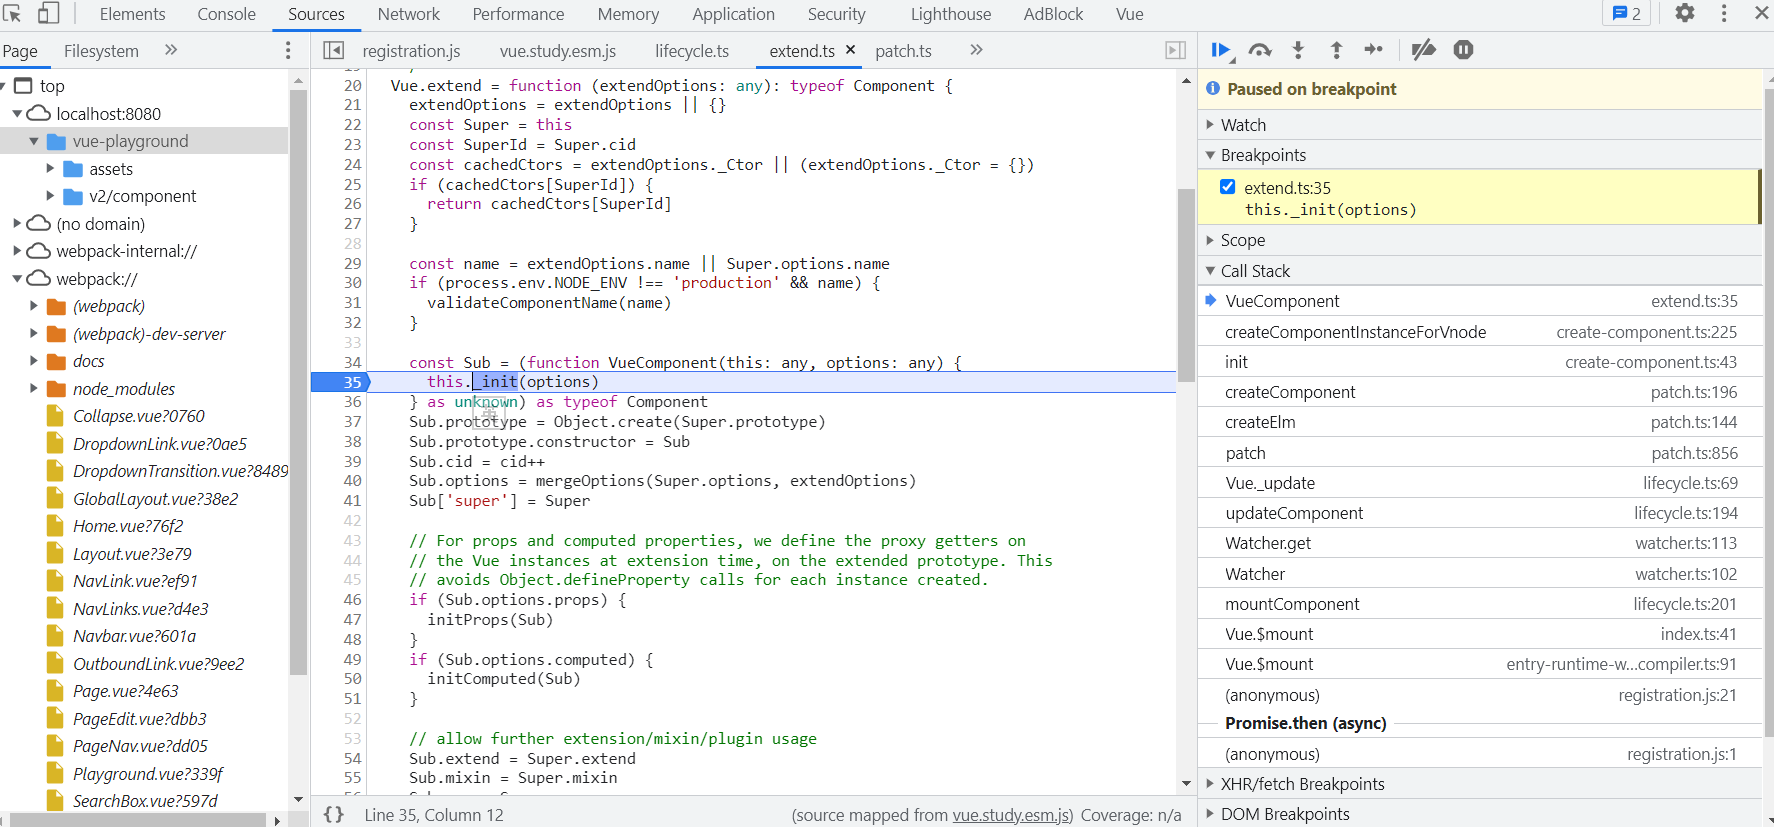 Elements Console Sources Network Performance Memory Application Security Lighthouse AdBlock Vue 2
Page Filesystem
top
localhost:8080
vue-playground
assets
v2/component
(no domain)
webpack-internal://
webpack://
(webpack)
(webpack)-dev-server
docs
node_modules
Collapse.vue?0760
DropdownLink.vue?0ae5
DropdownTransition.vue?8489
GlobalLayout.vue?38e2
Home.vue?76f2
Layout.vue?3e79
NavLink.vue?ef91
NavLinks.vue?d4e3
Navbar.vue?601a
OutboundLink.vue?9ee2
Page.vue?4e63
PageEdit.vue?dbb3
PageNav.vue?dd05
Playground.vue?339f
SearchBox.vue?597d
registration.js vue.study.esm.js lifecycle.ts extend.ts patch.ts
20 Vue.extend = function (extendOptions: any): typeof Component {
21 extendOptions = extendOptions || {}
22 const Super = this
23 const SuperId = Super.cid
24 const cachedCtors = extendOptions._Ctor || (extendOptions._Ctor = {})
25 if (cachedCtors[SuperId]) {
26 return cachedCtors[SuperId]
27 }
28
29 const name = extendOptions.name || Super.options.name
30 if (process.env.NODE_ENV !== 'production' && name) {
31 validateComponentName(name)
32 }
33
34 const Sub = (function VueComponent(this: any, options: any) {
35 this._init(options)
36 } as unknown) as typeof Component
37 Sub.prototype = Object.create(Super.prototype)
38 Sub.prototype.constructor = Sub
39 Sub.cid = cid++
40 Sub.options = mergeOptions(Super.options, extendOptions)
41 Sub['super'] = Super
42
43 // For props and computed properties, we define the proxy getters on
44 // the Vue instances at extension time, on the extended prototype. This
45 // avoids Object.defineProperty calls for each instance created.
46 if (Sub.options.props) {
47 initProps(Sub)
48 }
49 if (Sub.options.computed) {
50 initComputed(Sub)
51 }
52
53 // allow further extension/mixin/plugin usage
54 Sub.extend = Super.extend
55 Sub.mixin = Super.mixin
{} Line 35, Column 12 (source mapped from vue.study.esm.js) Coverage: n/a
Paused on breakpoint
Watch
Breakpoints
extend.ts:35
this._init(options)
Scope
Call Stack
VueComponent extend.ts:35
createComponentInstanceForVnode create-component.ts:225
init create-component.ts:43
createComponent patch.ts:196
createElm patch.ts:144
patch patch.ts:856
Vue._update lifecycle.ts:69
updateComponent lifecycle.ts:194
Watcher.get watcher.ts:113
Watcher watcher.ts:102
mountComponent lifecycle.ts:201
Vue.$mount index.ts:41
Vue.$mount entry-runtime-w...compiler.ts:91
(anonymous) registration.js:21
Promise.then (async)
(anonymous) registration.js:1
XHR/fetch Breakpoints
DOM Breakpoints